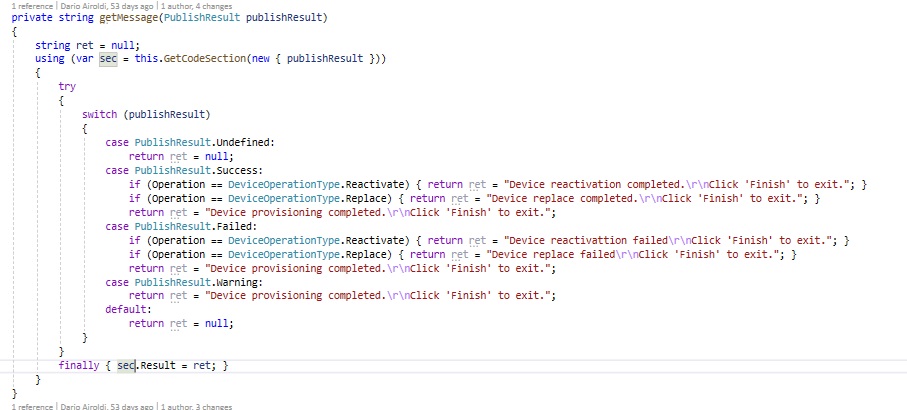 1 reference | Dario Airoldi, 53 days ago | 1 author, 4 changes
private string getMessage(PublishResult publishResult)
{
    string ret = null;
    using (var sec = this.GetCodeSection(new { publishResult }))
    {
        try
        {
            switch (publishResult)
            {
                case PublishResult.Undefined:
                    return ret = null;
                case PublishResult.Success:
                    if (Operation == DeviceOperationType.Reactivate) { return ret = "Device reactivation completed.\r\nClick 'Finish' to exit."; }
                    if (Operation == DeviceOperationType.Replace) { return ret = "Device replace completed.\r\nClick 'Finish' to exit."; }
                    return ret = "Device provisioning completed.\r\nClick 'Finish' to exit.";
                case PublishResult.Failed:
                    if (Operation == DeviceOperationType.Reactivate) { return ret = "Device reactivattion failed\r\nClick 'Finish' to exit."; }
                    if (Operation == DeviceOperationType.Replace) { return ret = "Device replace failed\r\nClick 'Finish' to exit."; }
                    return ret = "Device provisioning completed.\r\nClick 'Finish' to exit.";
                case PublishResult.Warning:
                    return ret = "Device provisioning completed.\r\nClick 'Finish' to exit.";
                default:
                    return ret = null;
            }
        }
        finally { sec.Result = ret; }
    }
}
1 reference | Dario Airoldi, 53 days ago | 1 author, 3 changes